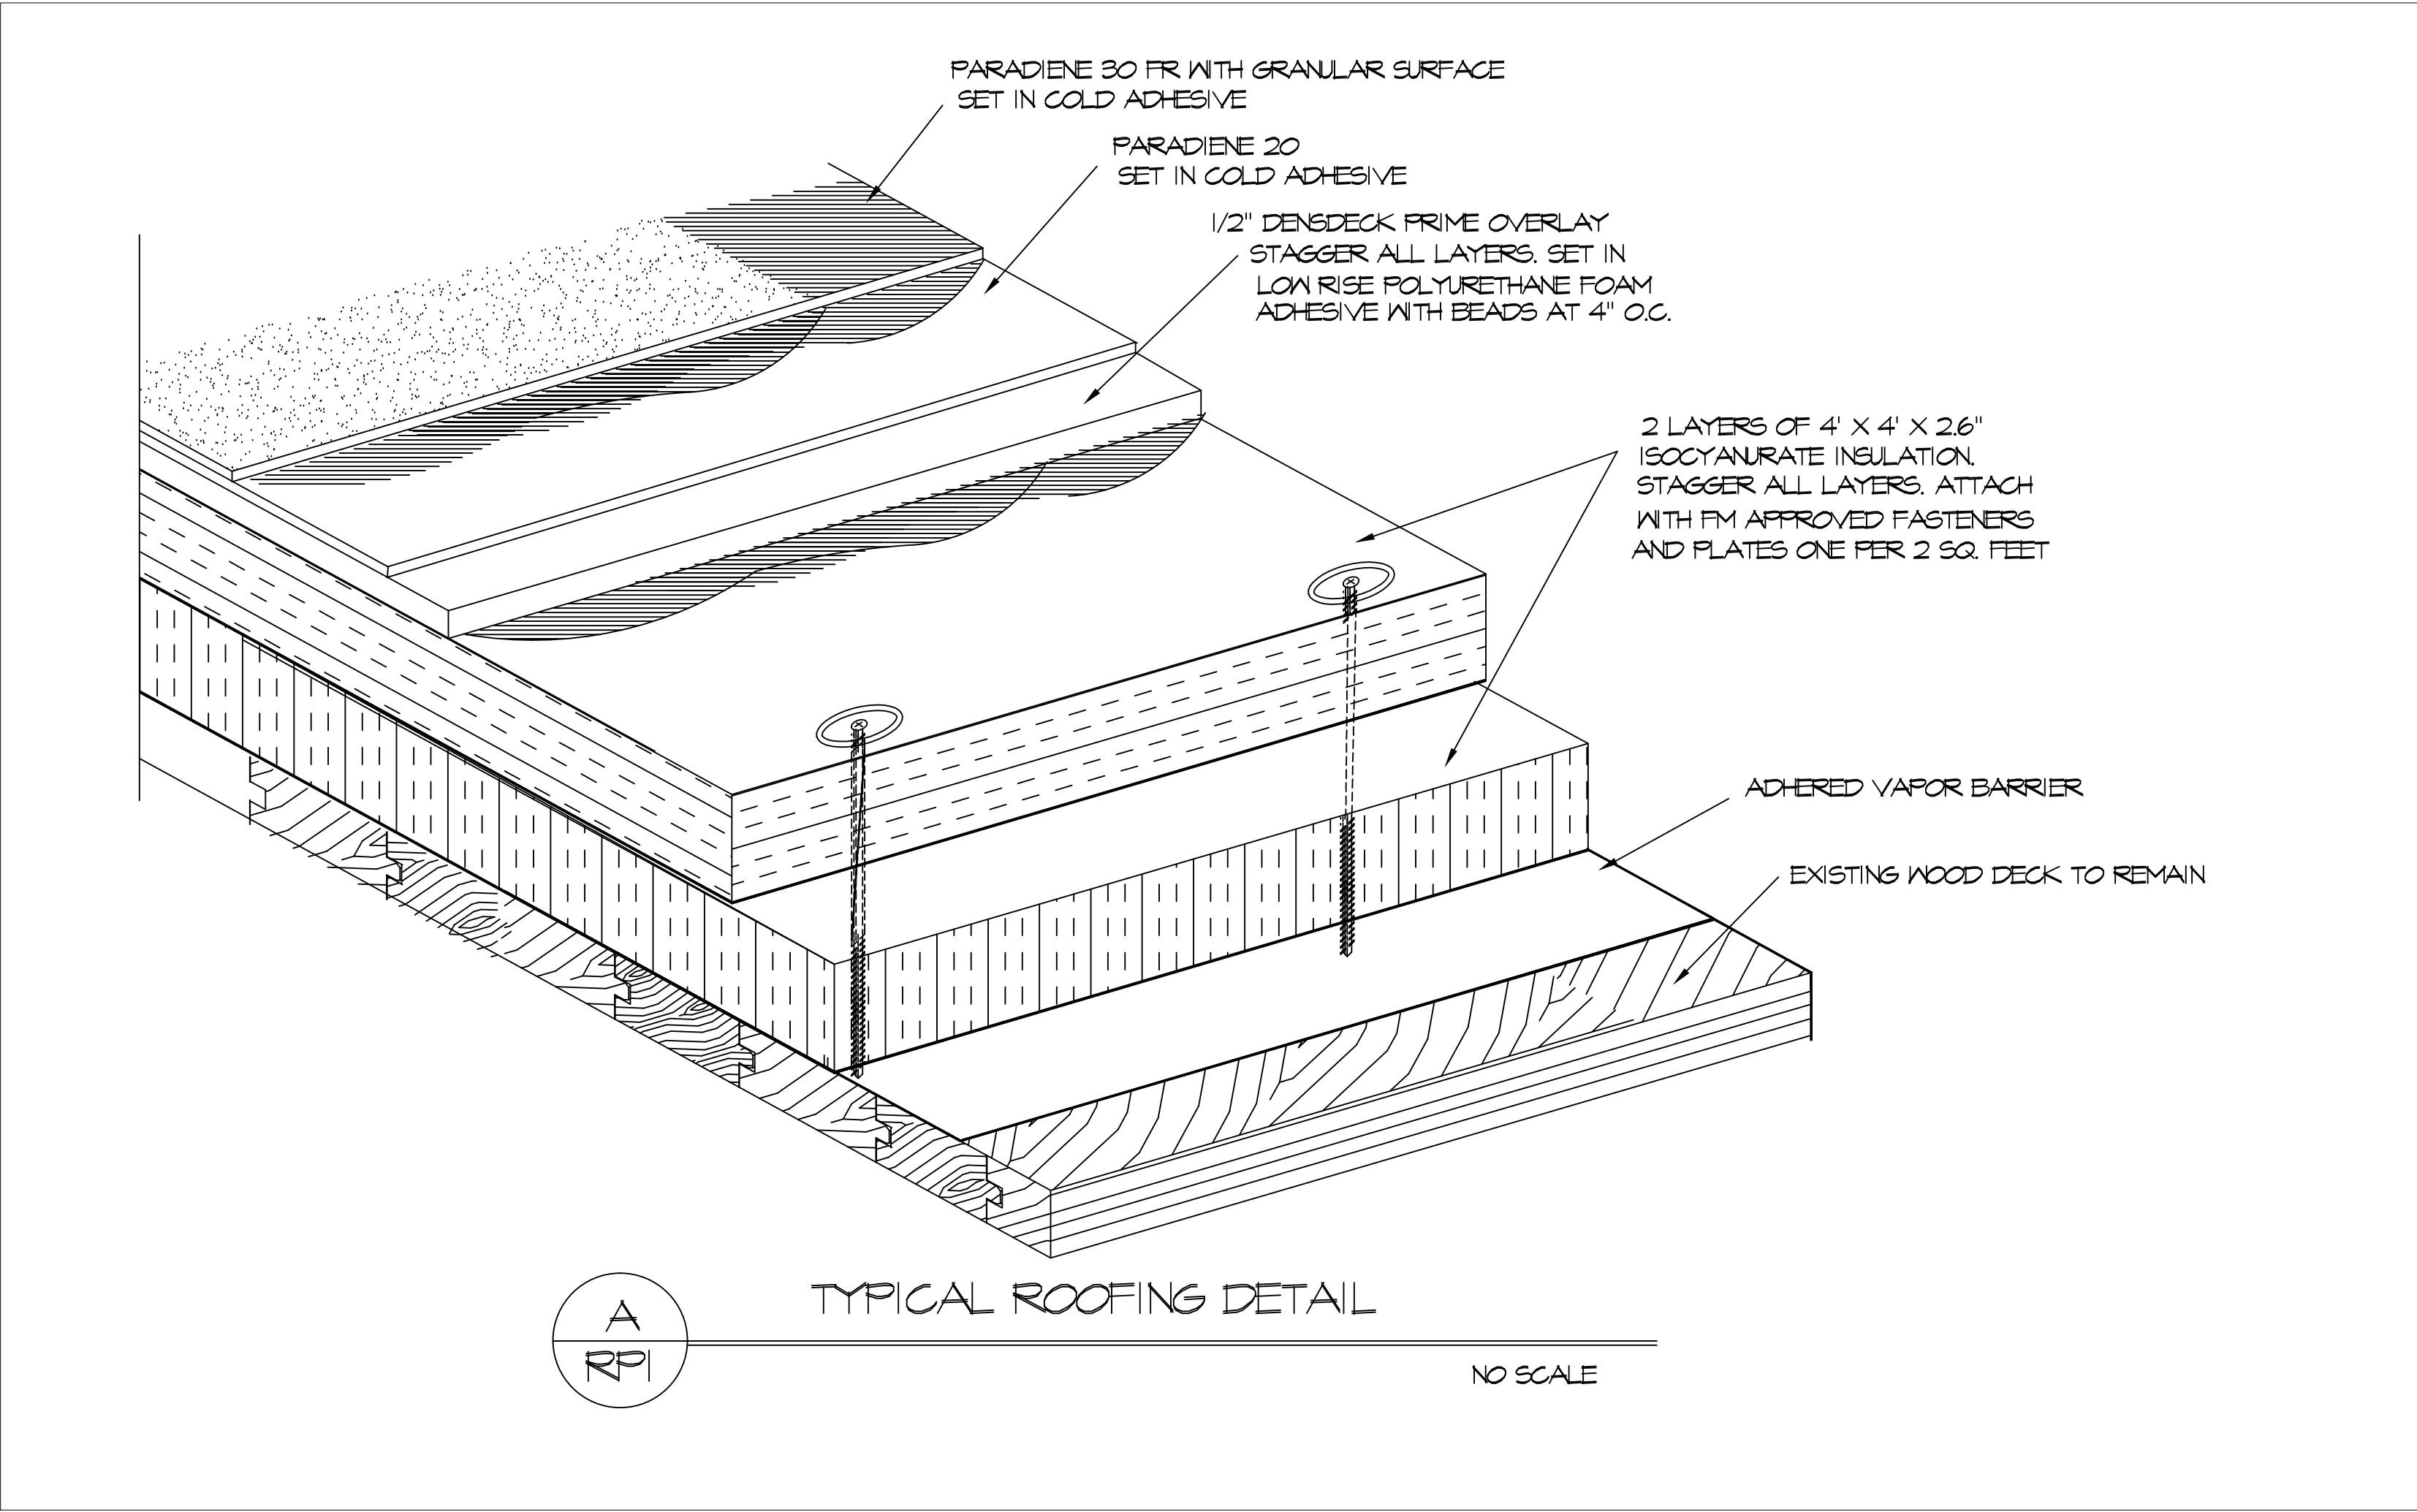 PARADIENE 30 FR WITH GRANULAR SURFACE
SET IN COLD ADHESIVE
PARADIENE 20
SET IN COLD ADHESIVE
1/2" DENSDECK PRIME OVERLAY
STAGGER ALL LAYERS. SET IN
LOW RISE POLYURETHANE FOAM
ADHESIVE WITH BEADS AT 4" O.C.
2 LAYERS OF 4' X 4' X 2.6"
ISOCYANURATE INSULATION.
STAGGER ALL LAYERS. ATTACH
WITH FM APPROVED FASTENERS
AND PLATES ONE PER 2 SQ. FEET
ADHERED VAPOR BARRIER
EXISTING WOOD DECK TO REMAIN
TYPICAL ROOFING DETAIL
A
RP1
NO SCALE